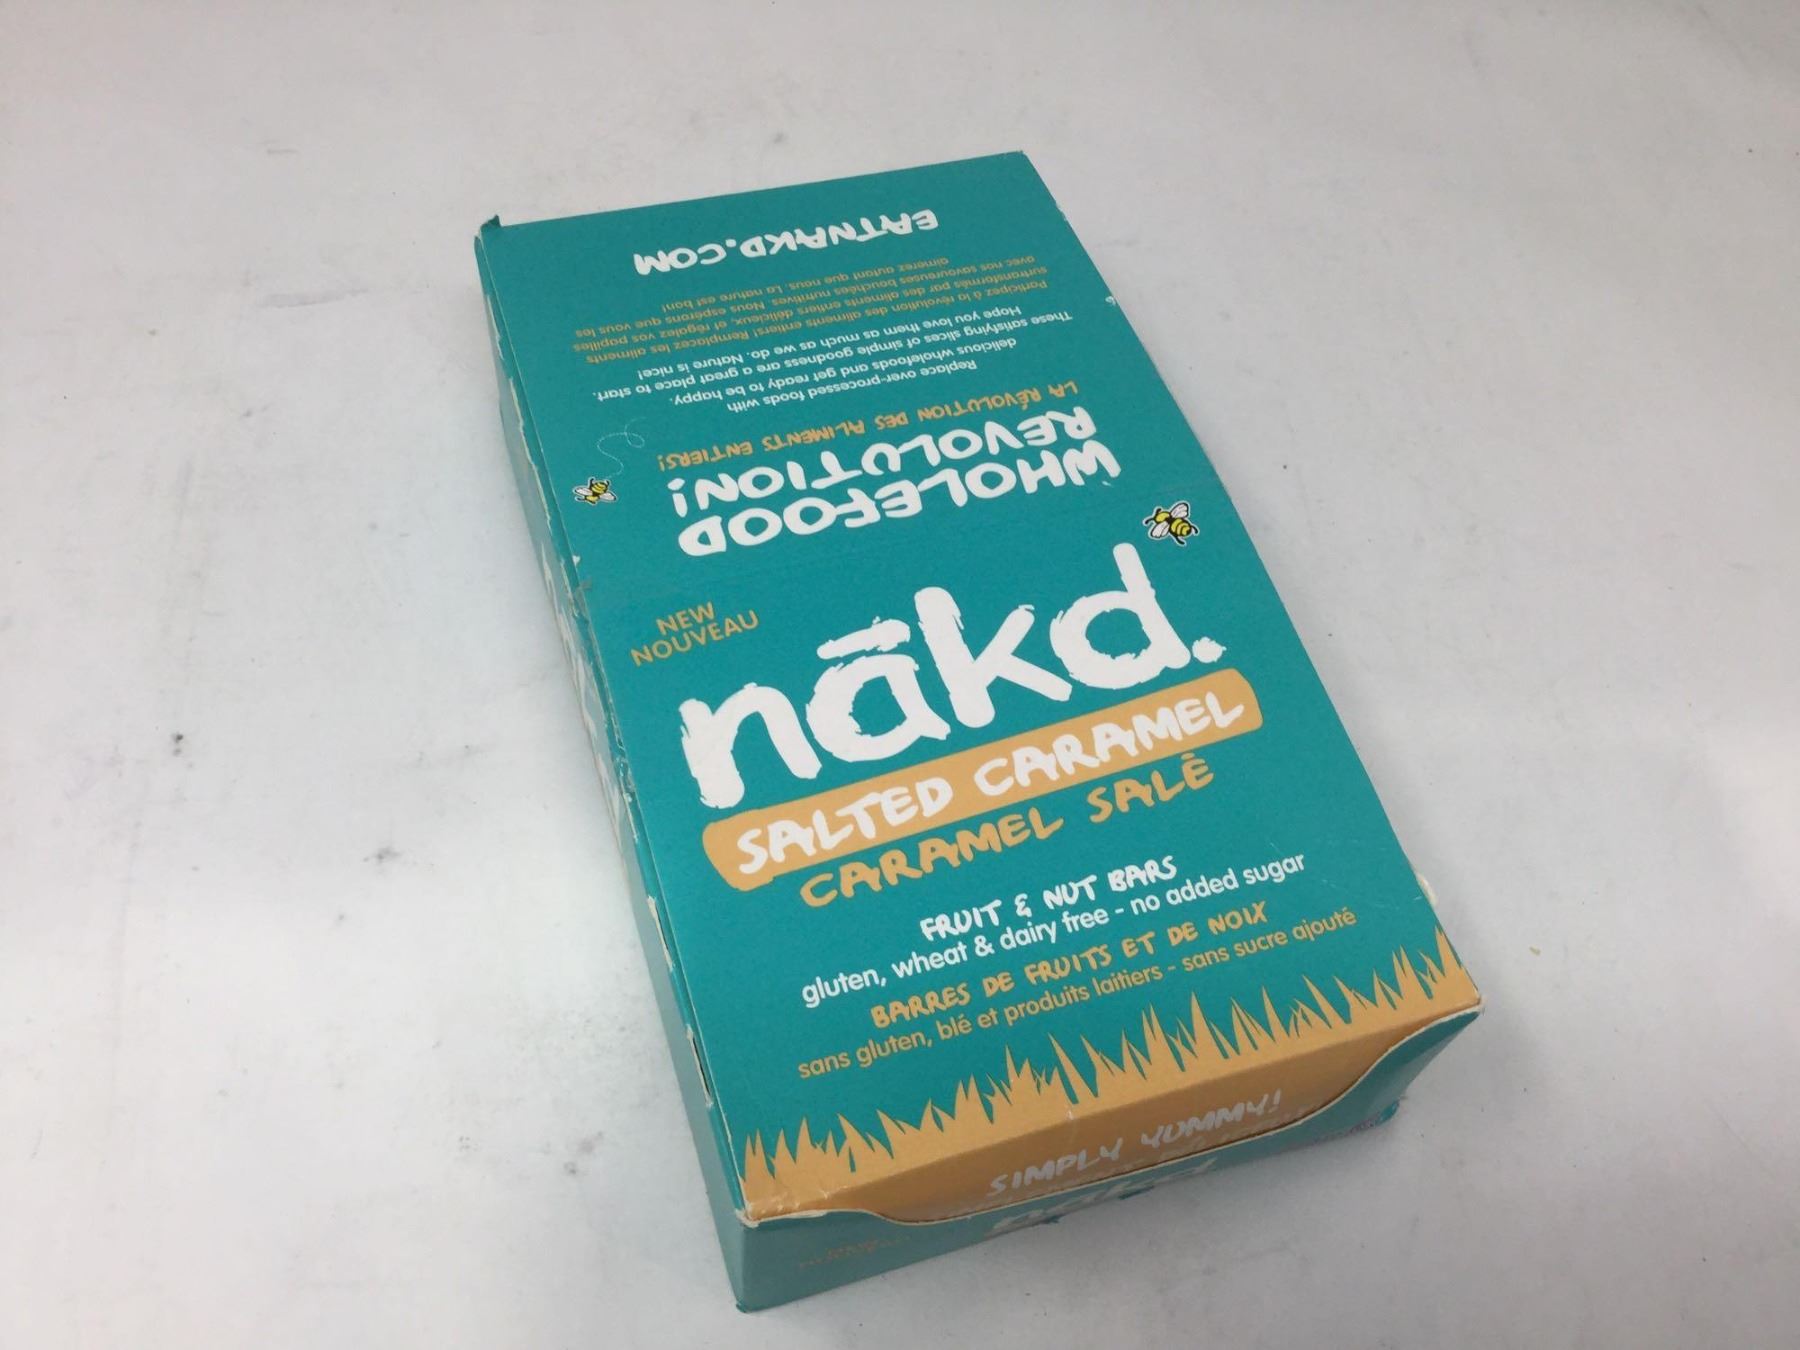 NEW
NOUVEAU
nākd.
SALTED CARAMEL
CARAMEL SALÉ
FRUIT & NUT BARS
gluten, wheat & dairy free - no added sugar
BARRES DE FRUITS ET DE NOIX
sans gluten, blé et produits laitiers - sans sucre ajouté
SIMPLY YUMMY!
WHOLEFOOD
REVOLUTION!
LA RÉVOLUTION DES ALIMENTS ENTIERS!
Replace over-processed foods with
delicious wholefoods and get ready to be happy.
These satisfying slices of simple goodness are a great place to start.
Hope you love them as much as we do. Nature is nice!
Participez à la révolution des aliments entiers! Remplacez les aliments
surtransformés par des aliments entiers délicieux, et régalez vos papilles
avec nos savoureuses bouchées nutritives. Nous espérons que vous les
aimerez autant que nous. La nature est bon!
EATNAKD.COM